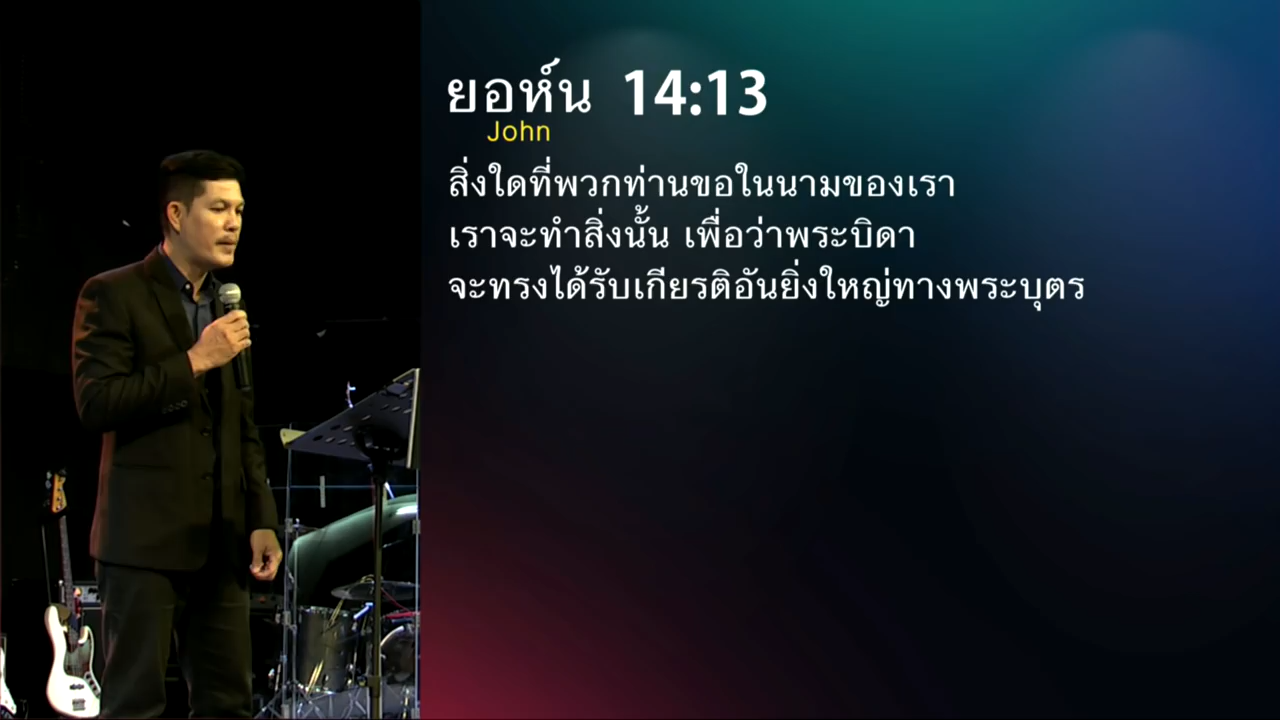 ยอห์น 14:13
John
สิ่งใดที่พวกท่านขอในนามของเรา
เราจะทำสิ่งนั้น เพื่อว่าพระบิดา
จะทรงได้รับเกียรติอันยิ่งใหญ่ทางพระบุตร